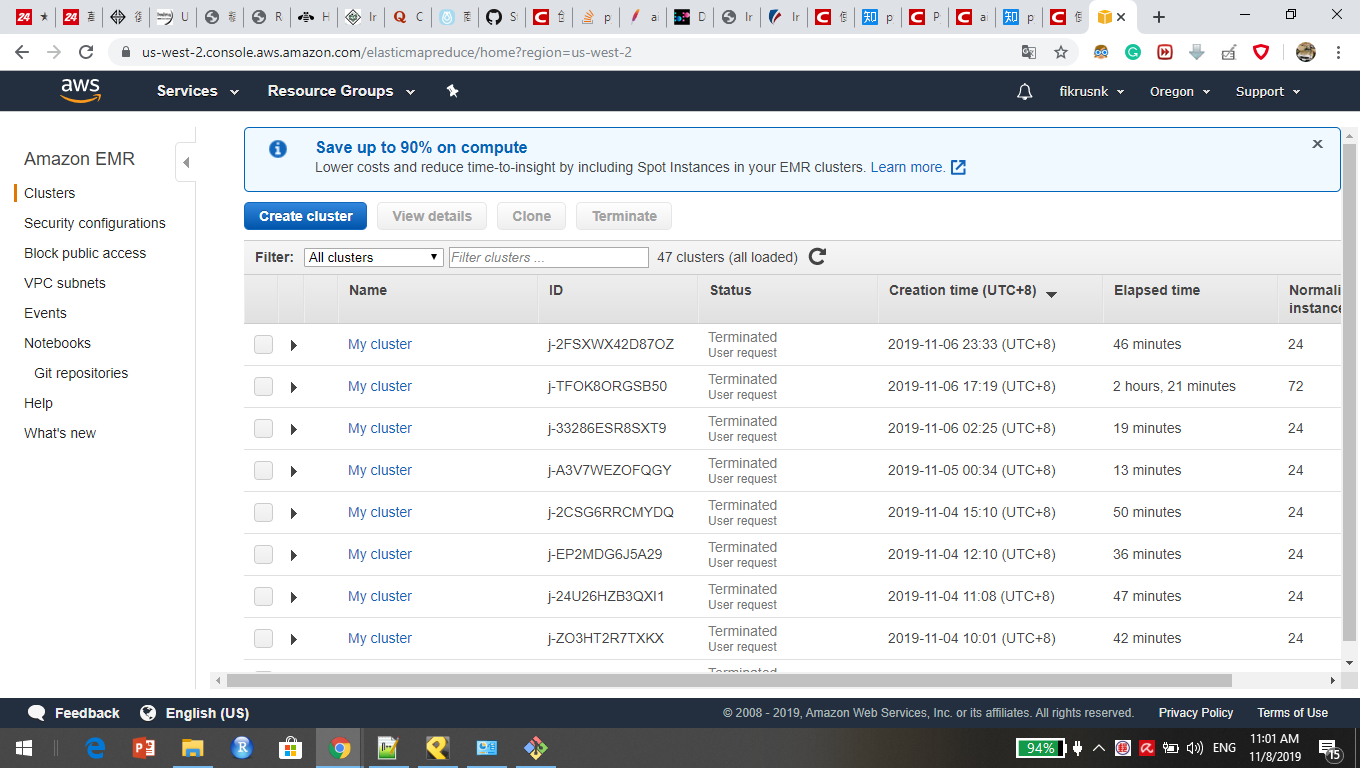 us-west-2.console.aws.amazon.com/elasticmapreduce/home?region=us-west-2
aws
Services
Resource Groups
fikrusnk
Oregon
Support
Amazon EMR
Clusters
Security configurations
Block public access
VPC subnets
Events
Notebooks
Git repositories
Help
What's new
Save up to 90% on compute
Lower costs and reduce time-to-insight by including Spot Instances in your EMR clusters. Learn more.
Create cluster
View details
Clone
Terminate
Filter: All clusters Filter clusters ... 47 clusters (all loaded)
Name ID Status Creation time (UTC+8) Elapsed time
My cluster j-2FSXWX42D87OZ Terminated 2019-11-06 23:33 (UTC+8) 46 minutes 24
User request
My cluster j-TFOK8ORGSB50 Terminated 2019-11-06 17:19 (UTC+8) 2 hours, 21 minutes 72
User request
My cluster j-33286ESR8SXT9 Terminated 2019-11-06 02:25 (UTC+8) 19 minutes 24
User request
My cluster j-A3V7WEZOFQGY Terminated 2019-11-05 00:34 (UTC+8) 13 minutes 24
User request
My cluster j-2CSG6RRCMYDQ Terminated 2019-11-04 15:10 (UTC+8) 50 minutes 24
User request
My cluster j-EP2MDG6J5A29 Terminated 2019-11-04 12:10 (UTC+8) 36 minutes 24
User request
My cluster j-24U26HZB3QXI1 Terminated 2019-11-04 11:08 (UTC+8) 47 minutes 24
User request
My cluster j-ZO3HT2R7TXKX Terminated 2019-11-04 10:01 (UTC+8) 42 minutes 24
User request
Feedback
English (US)
© 2008 - 2019, Amazon Web Services, Inc. or its affiliates. All rights reserved.
Privacy Policy
Terms of Use
94%
ENG
11:01 AM
11/8/2019
15